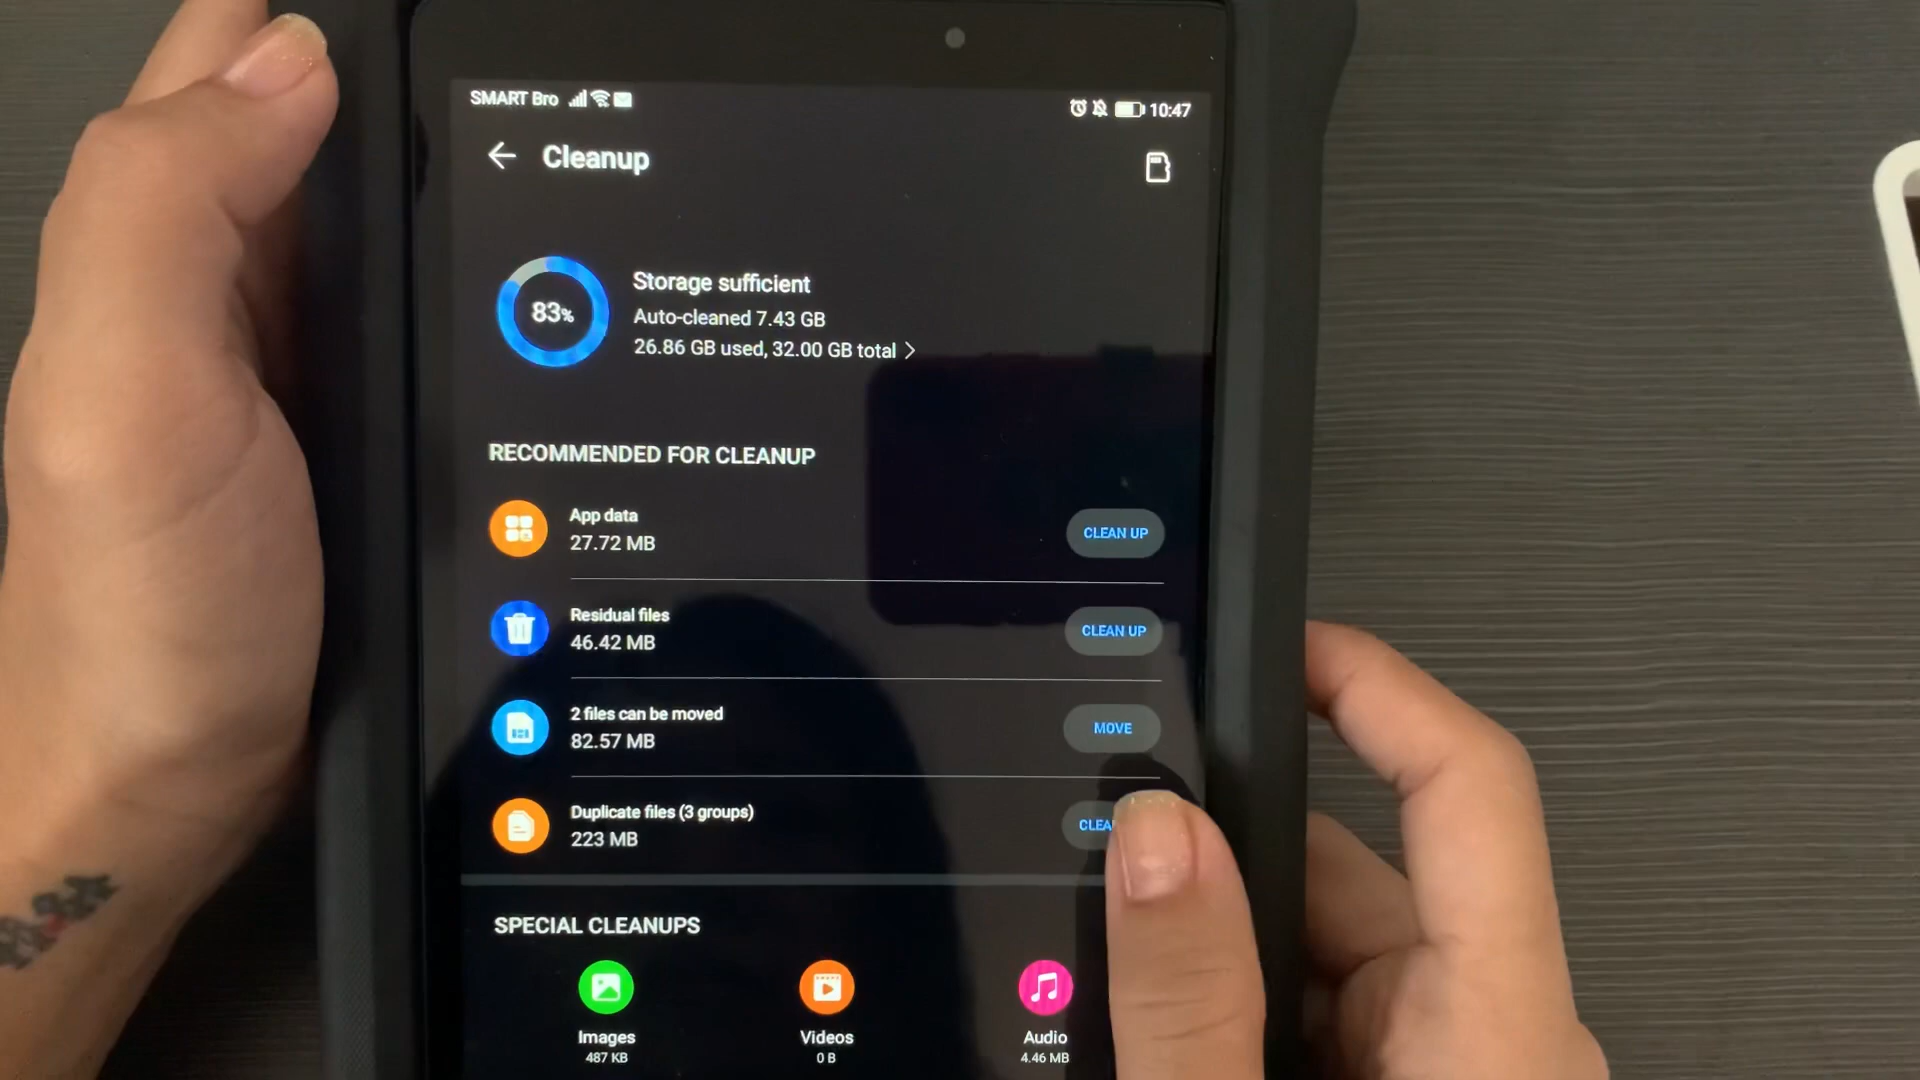 SMART Bro
10:47
Cleanup
83%
Storage sufficient
Auto-cleaned 7.43 GB
26.86 GB used, 32.00 GB total
RECOMMENDED FOR CLEANUP
App data
27.72 MB
CLEAN UP
Residual files
46.42 MB
CLEAN UP
2 files can be moved
82.57 MB
MOVE
Duplicate files (3 groups)
223 MB
SPECIAL CLEANUPS
Images
487 KB
Videos
0 B
Audio
4.46 MB